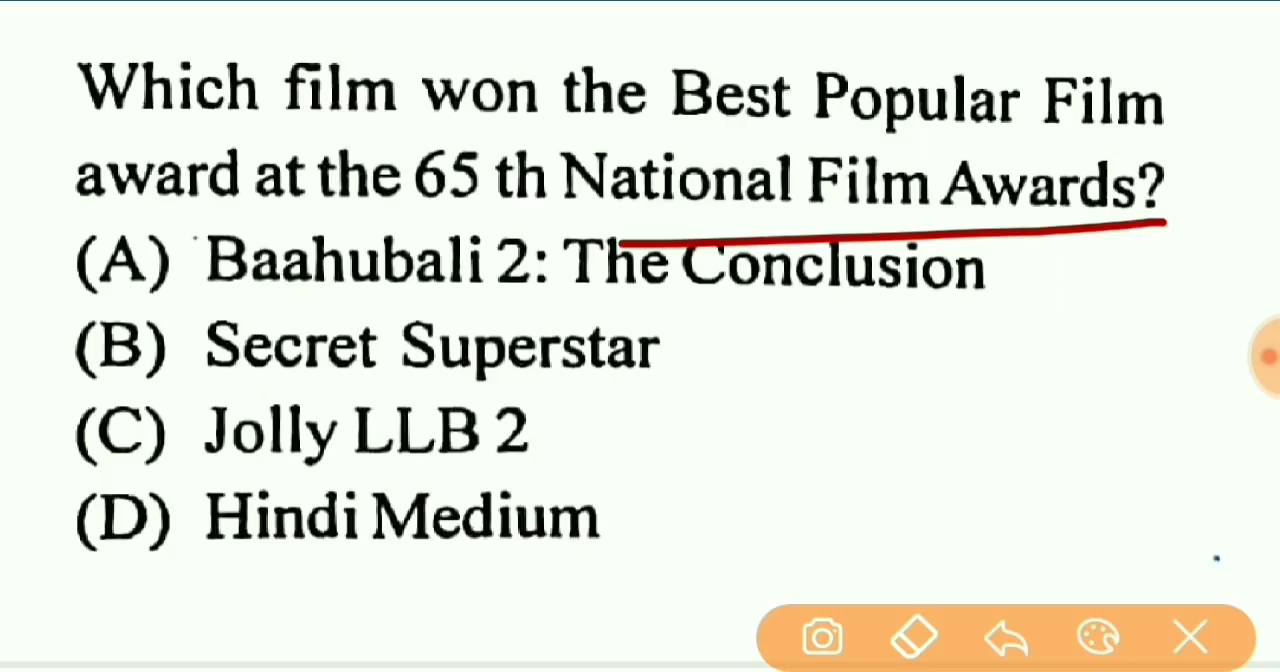 Which film won the Best Popular Film
award at the 65 th National Film Awards?
(A) Baahubali 2: The Conclusion
(B) Secret Superstar
(C) Jolly LLB 2
(D) Hindi Medium